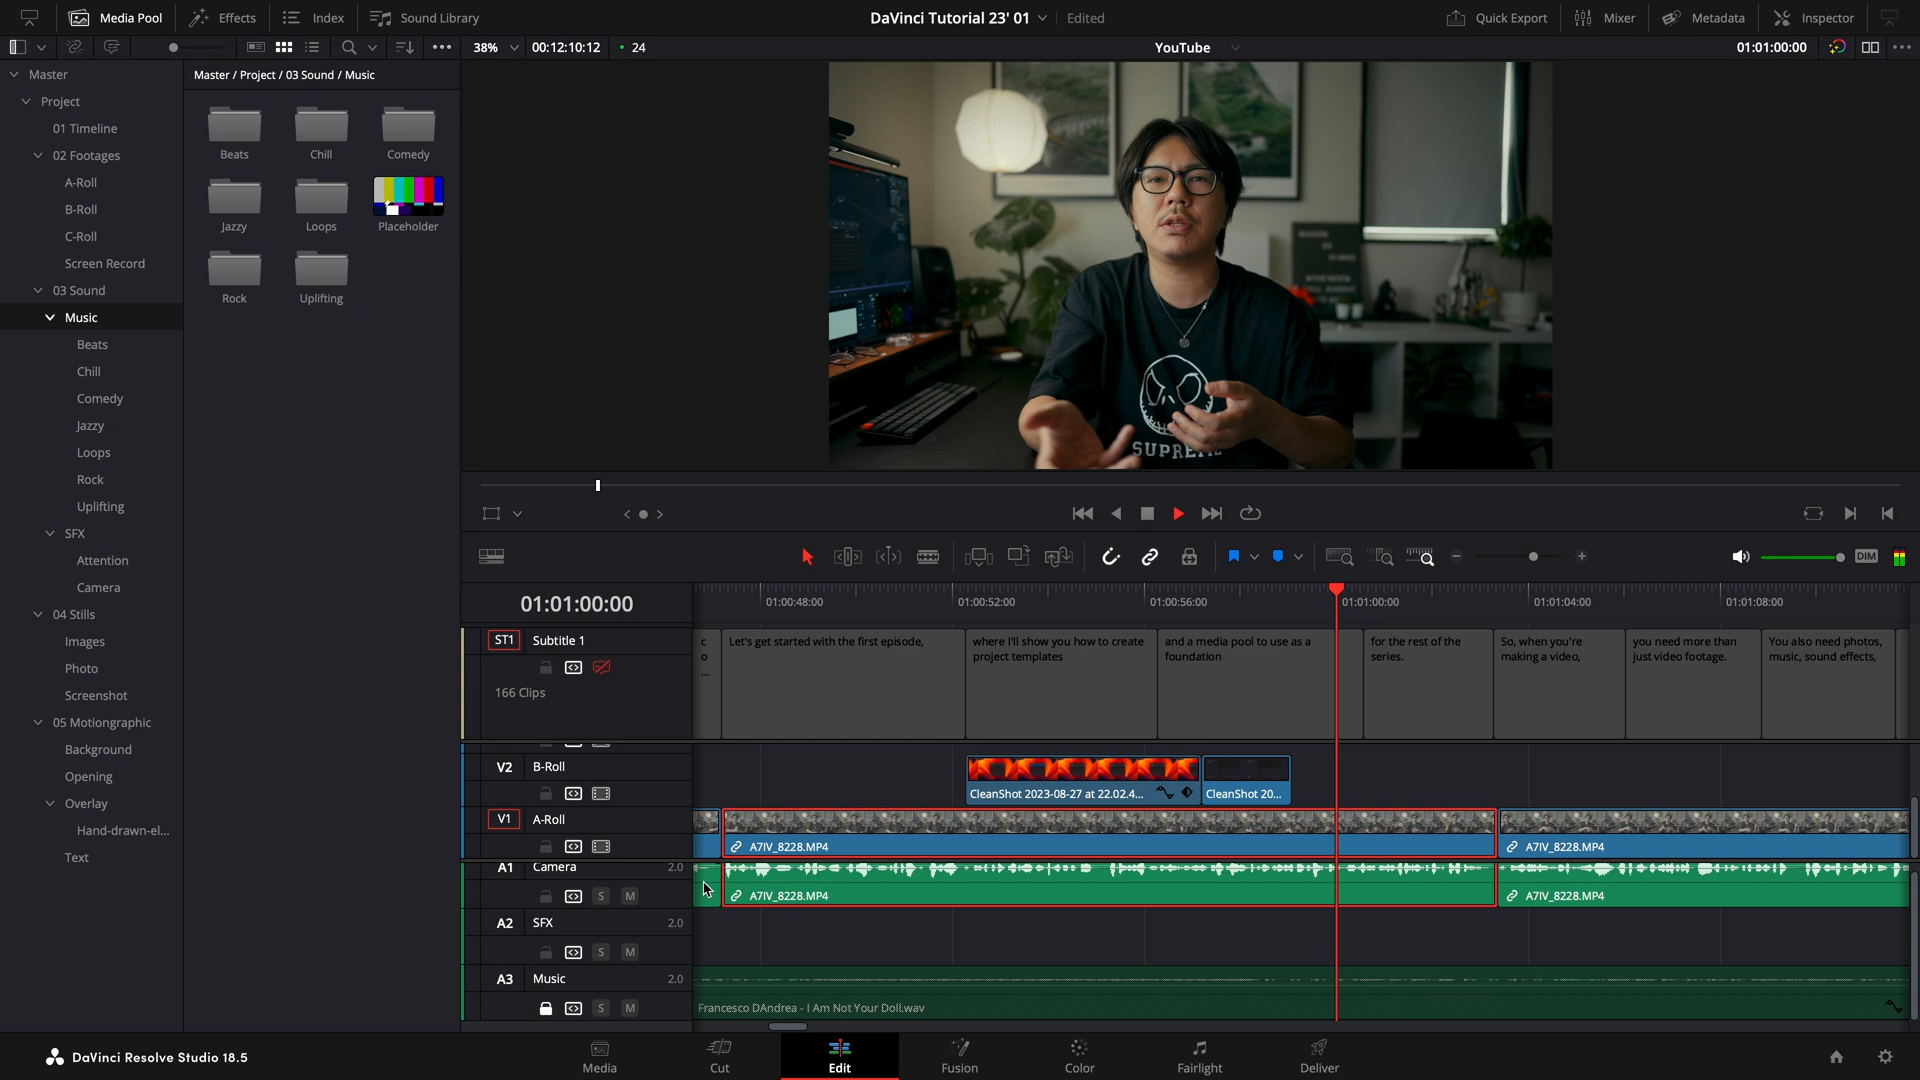 Media Pool
Effects
Index
Sound Library
DaVinci Tutorial 23' 01
Edited
Quick Export
Mixer
Metadata
Inspector
38%
00:12:10:12
24
YouTube
01:01:00:00
Master
Project
01 Timeline
02 Footages
A-Roll
B-Roll
C-Roll
Screen Record
03 Sound
Music
Beats
Chill
Comedy
Jazzy
Loops
Rock
Uplifting
SFX
Attention
Camera
04 Stills
Images
Photo
Screenshot
05 Motiongraphic
Background
Opening
Overlay
Hand-drawn-el...
Text
Master / Project / 03 Sound / Music
Beats
Chill
Comedy
Jazzy
Loops
Placeholder
Rock
Uplifting
SUPREME
DIM
01:01:00:00
01:00:48:00
01:00:52:00
01:00:56:00
01:01:00:00
01:01:04:00
01:01:08:00
ST1
Subtitle 1
166 Clips
c
o
...
Let's get started with the first episode,
where I'll show you how to create
project templates
and a media pool to use as a
foundation
for the rest of the
series.
So, when you're
making a video,
you need more than
just video footage.
You also need photos,
music, sound effects,
V2
B-Roll
CleanShot 2023-08-27 at 22.02.4...
CleanShot 20...
V1
A-Roll
A7IV_8228.MP4
A7IV_8228.MP4
A1
Camera
2.0
S
M
A7IV_8228.MP4
A7IV_8228.MP4
A2
SFX
2.0
S
M
A3
Music
2.0
S
M
Francesco DAndrea - I Am Not Your Doll.wav
DaVinci Resolve Studio 18.5
Media
Cut
Edit
Fusion
Color
Fairlight
Deliver